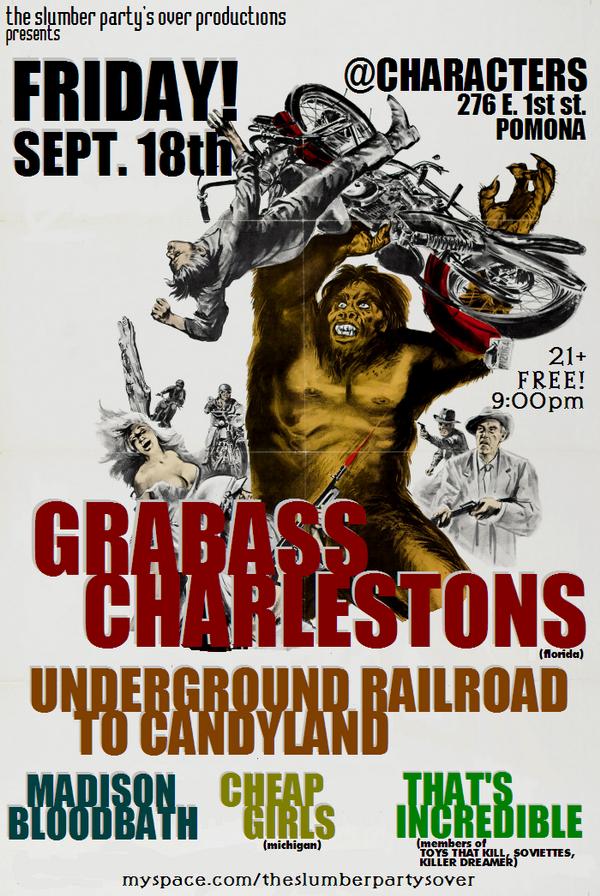 the slumber party's over productions
presents
FRIDAY!
SEPT. 18th
@CHARACTERS
276 E. 1st st.
POMONA
21+
FREE!
9:00pm
GRABASS
CHARLESTONS
(florida)
UNDERGROUND RAILROAD
TO CANDYLAND
MADISON
BLOODBATH
CHEAP
GIRLS
(michigan)
THAT'S
INCREDIBLE
(members of
TOYS THAT KILL, SOVIETTES,
KILLER DREAMER)
myspace.com/theslumberpartysover